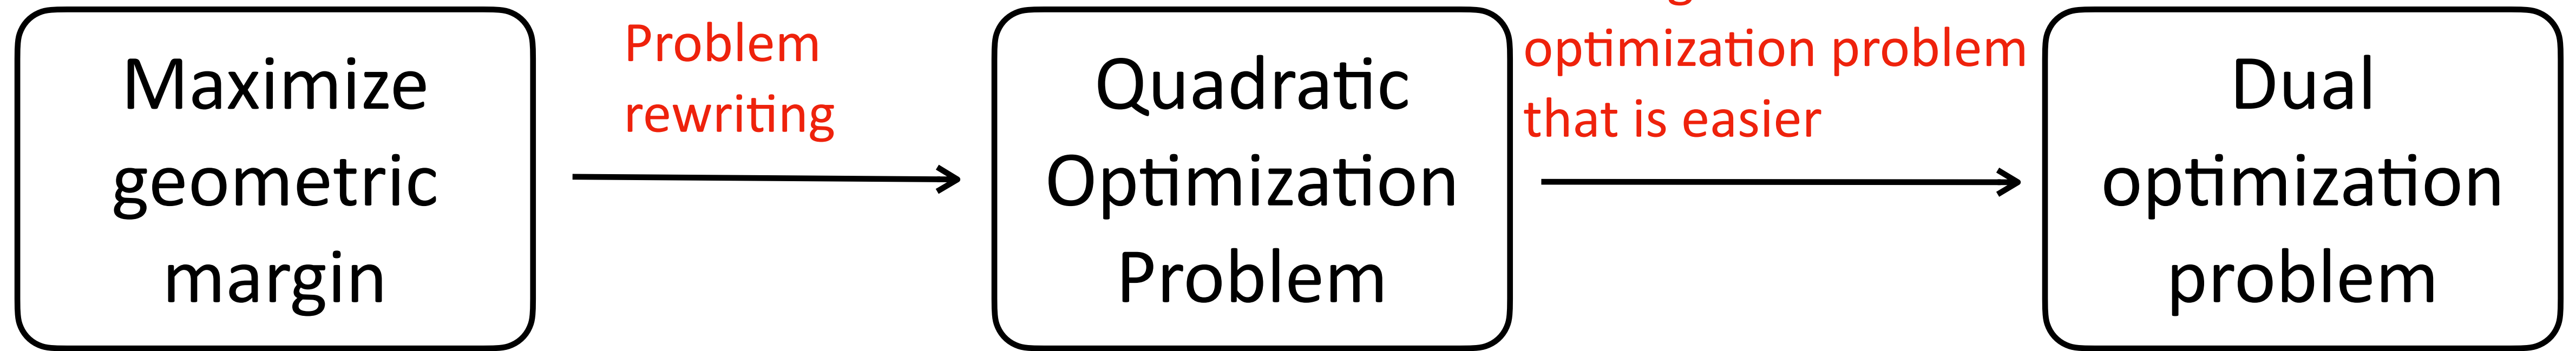 Maximize
geometric
margin
Problem
rewriting
Quadratic
Optimization
Problem
optimization problem
that is easier
Dual
optimization
problem